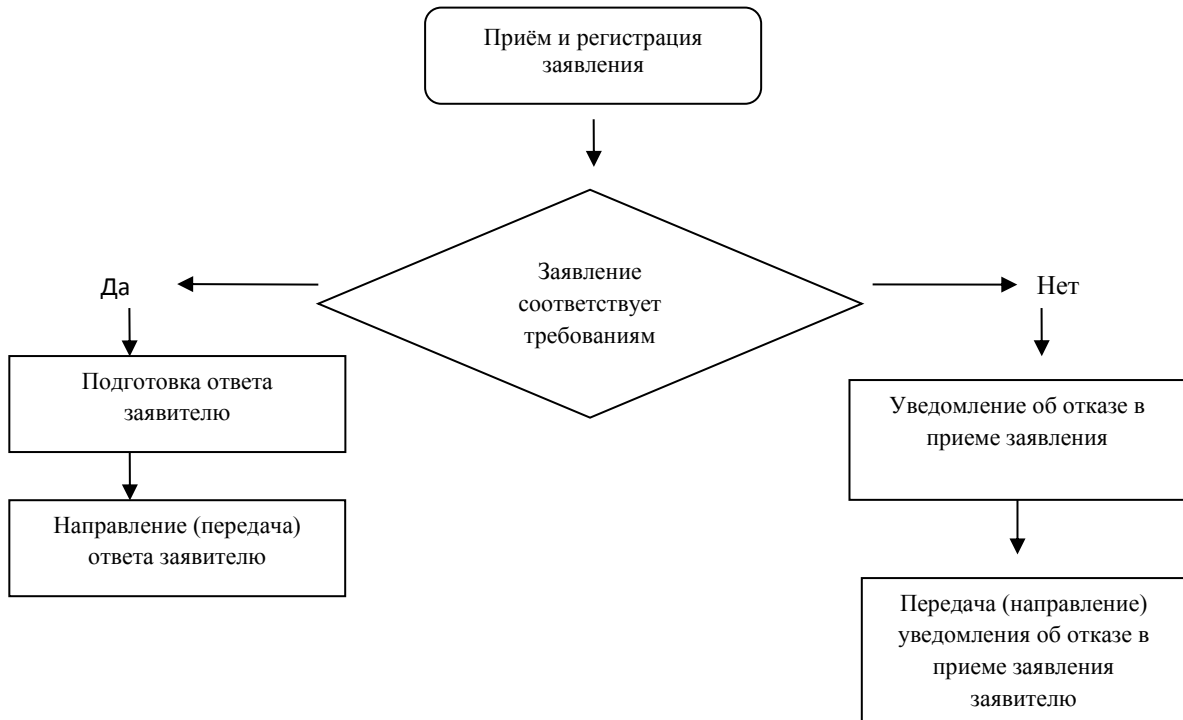 Приём и регистрация
заявления
Заявление
соответствует
требованиям
Да
Нет
Подготовка ответа
заявителю
Уведомление об отказе в
приеме заявления
Направление (передача)
ответа заявителю
Передача (направление)
уведомления об отказе в
приеме заявления
заявителю